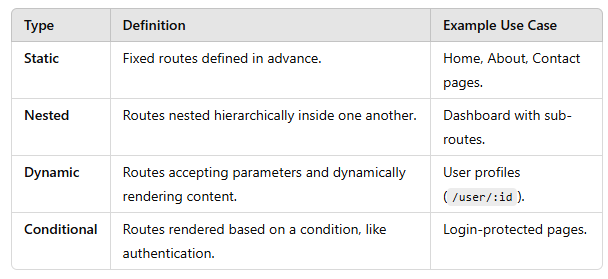 Type Definition Example Use Case
Static Fixed routes defined in advance. Home, About, Contact
pages.
Nested Routes nested hierarchically inside one another. Dashboard with sub-
routes.
Dynamic Routes accepting parameters and dynamically User profiles
rendering content. (/user/:id).
Conditional Routes rendered based on a condition, like Login-protected pages.
authentication.